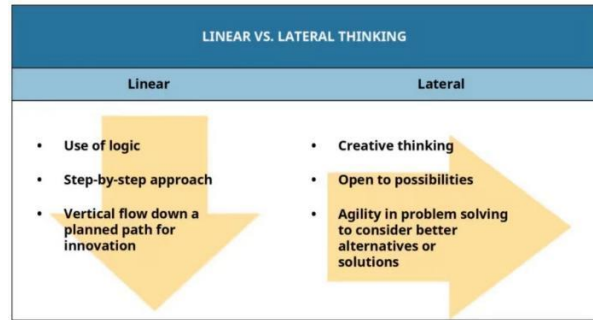 LINEAR VS. LATERAL THINKING
Linear
Lateral
• Use of logic
• Step-by-step approach
• Vertical flow down a
planned path for
innovation
• Creative thinking
• Open to possibilities
• Agility in problem solving
to consider better
alternatives or
solutions